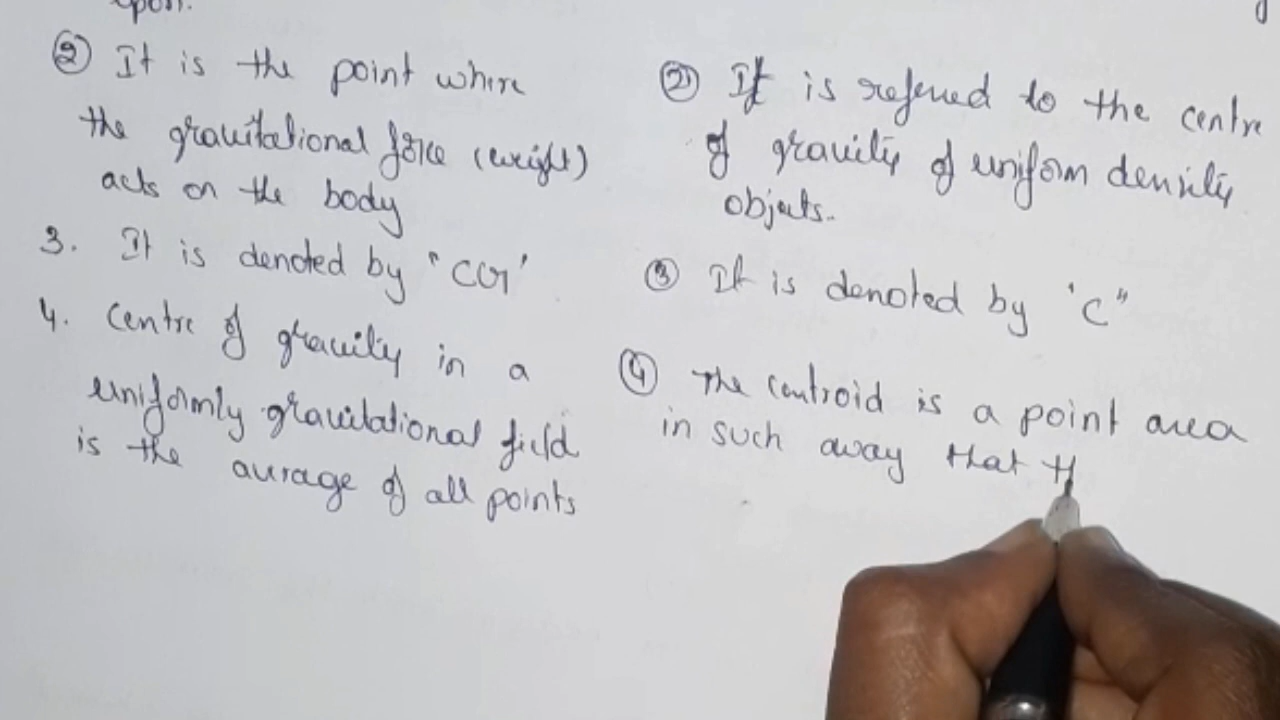 upon.
② It is the point where
the gravitational force (weight)
acts on the body
3. It is denoted by "CG"
4. Centre of gravity in a
uniformly gravitational field
is the average of all points
② It is referred to the centre
of gravity of uniform density
objects.
③ It is denoted by "C"
④ The centroid is a point area
in such away that th